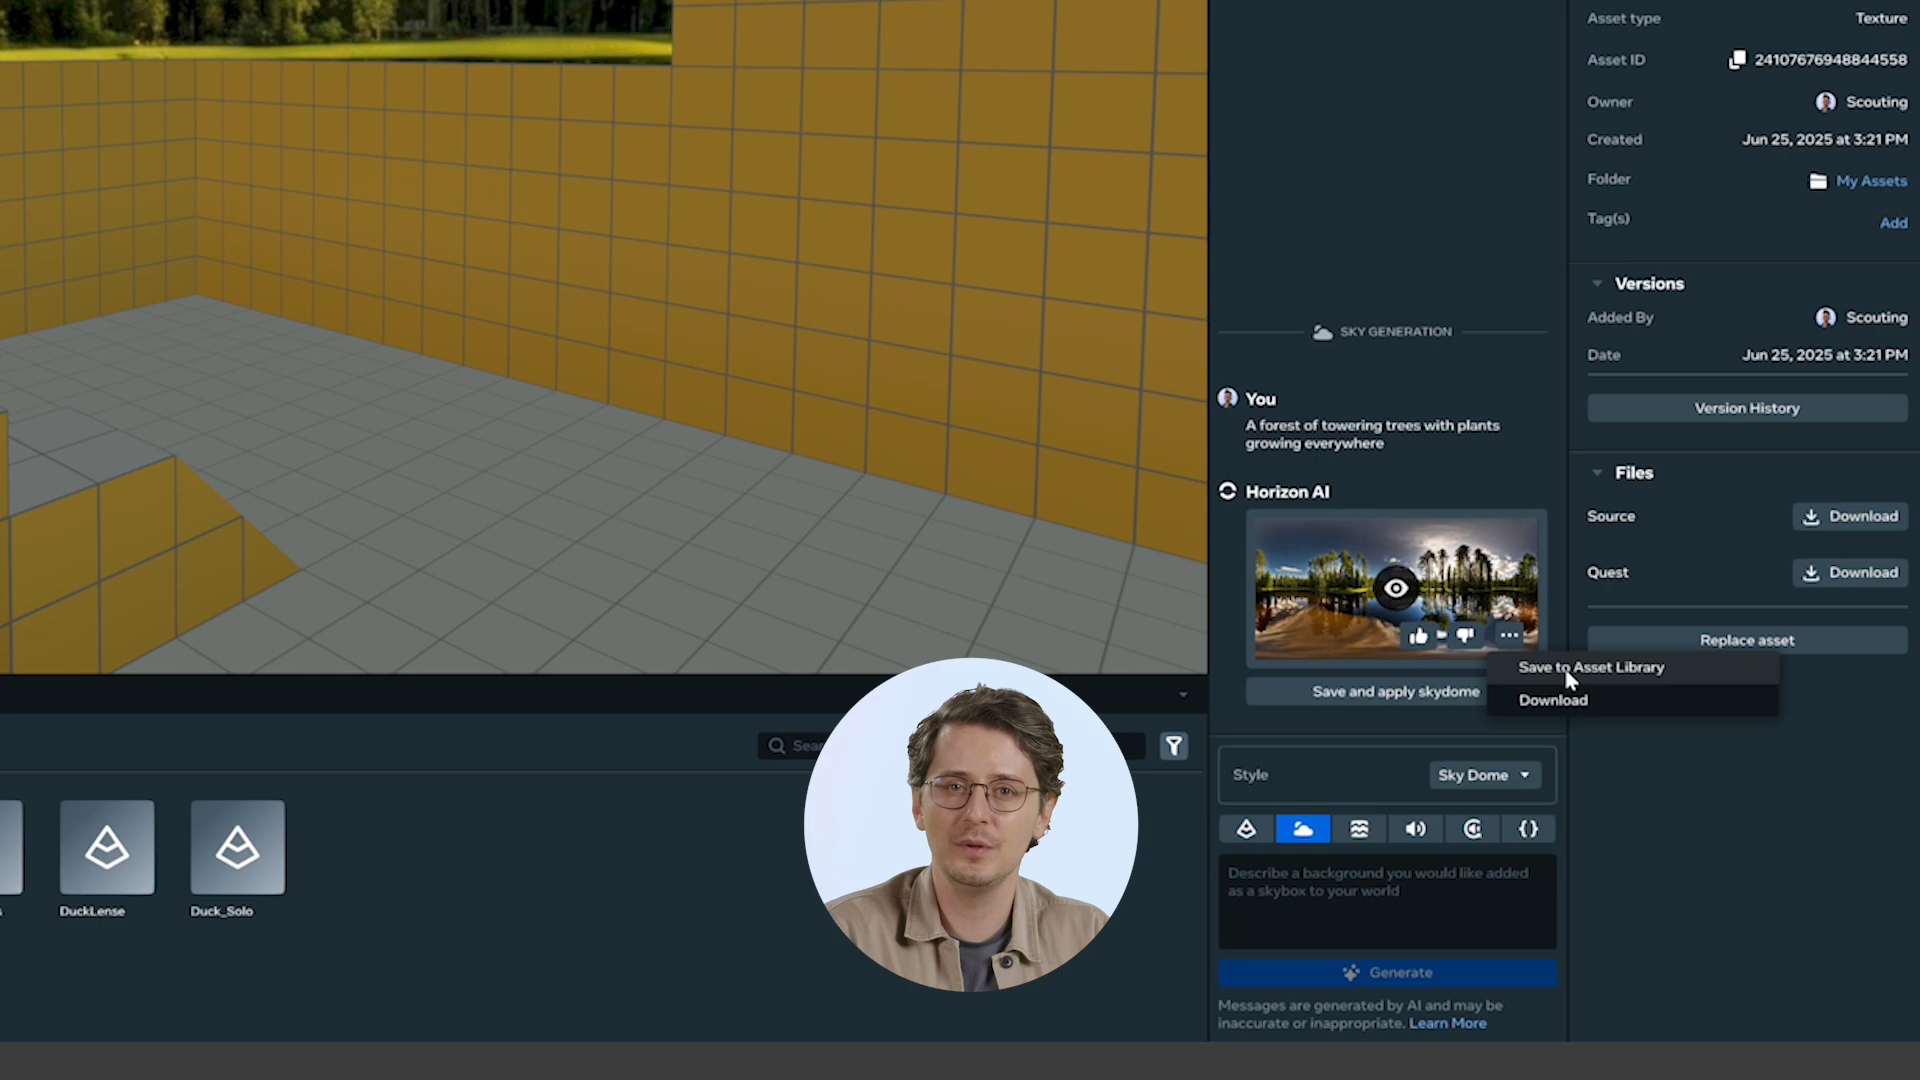 Asset type
Texture
Asset ID
24107676948844558
Owner
Scouting
Created
Jun 25, 2025 at 3:21 PM
Folder
My Assets
Tag(s)
Add
Versions
Added By
Scouting
Date
Jun 25, 2025 at 3:21 PM
Version History
Files
Source
Download
Quest
Download
Replace asset
SKY GENERATION
You
A forest of towering trees with plants
growing everywhere
Horizon AI
Save to Asset Library
Download
Save and apply skydome
Style
Sky Dome
Describe a background you would like added
as a skybox to your world
Generate
Messages are generated by AI and may be
inaccurate or inappropriate. Learn More
DuckLense
Duck_Solo